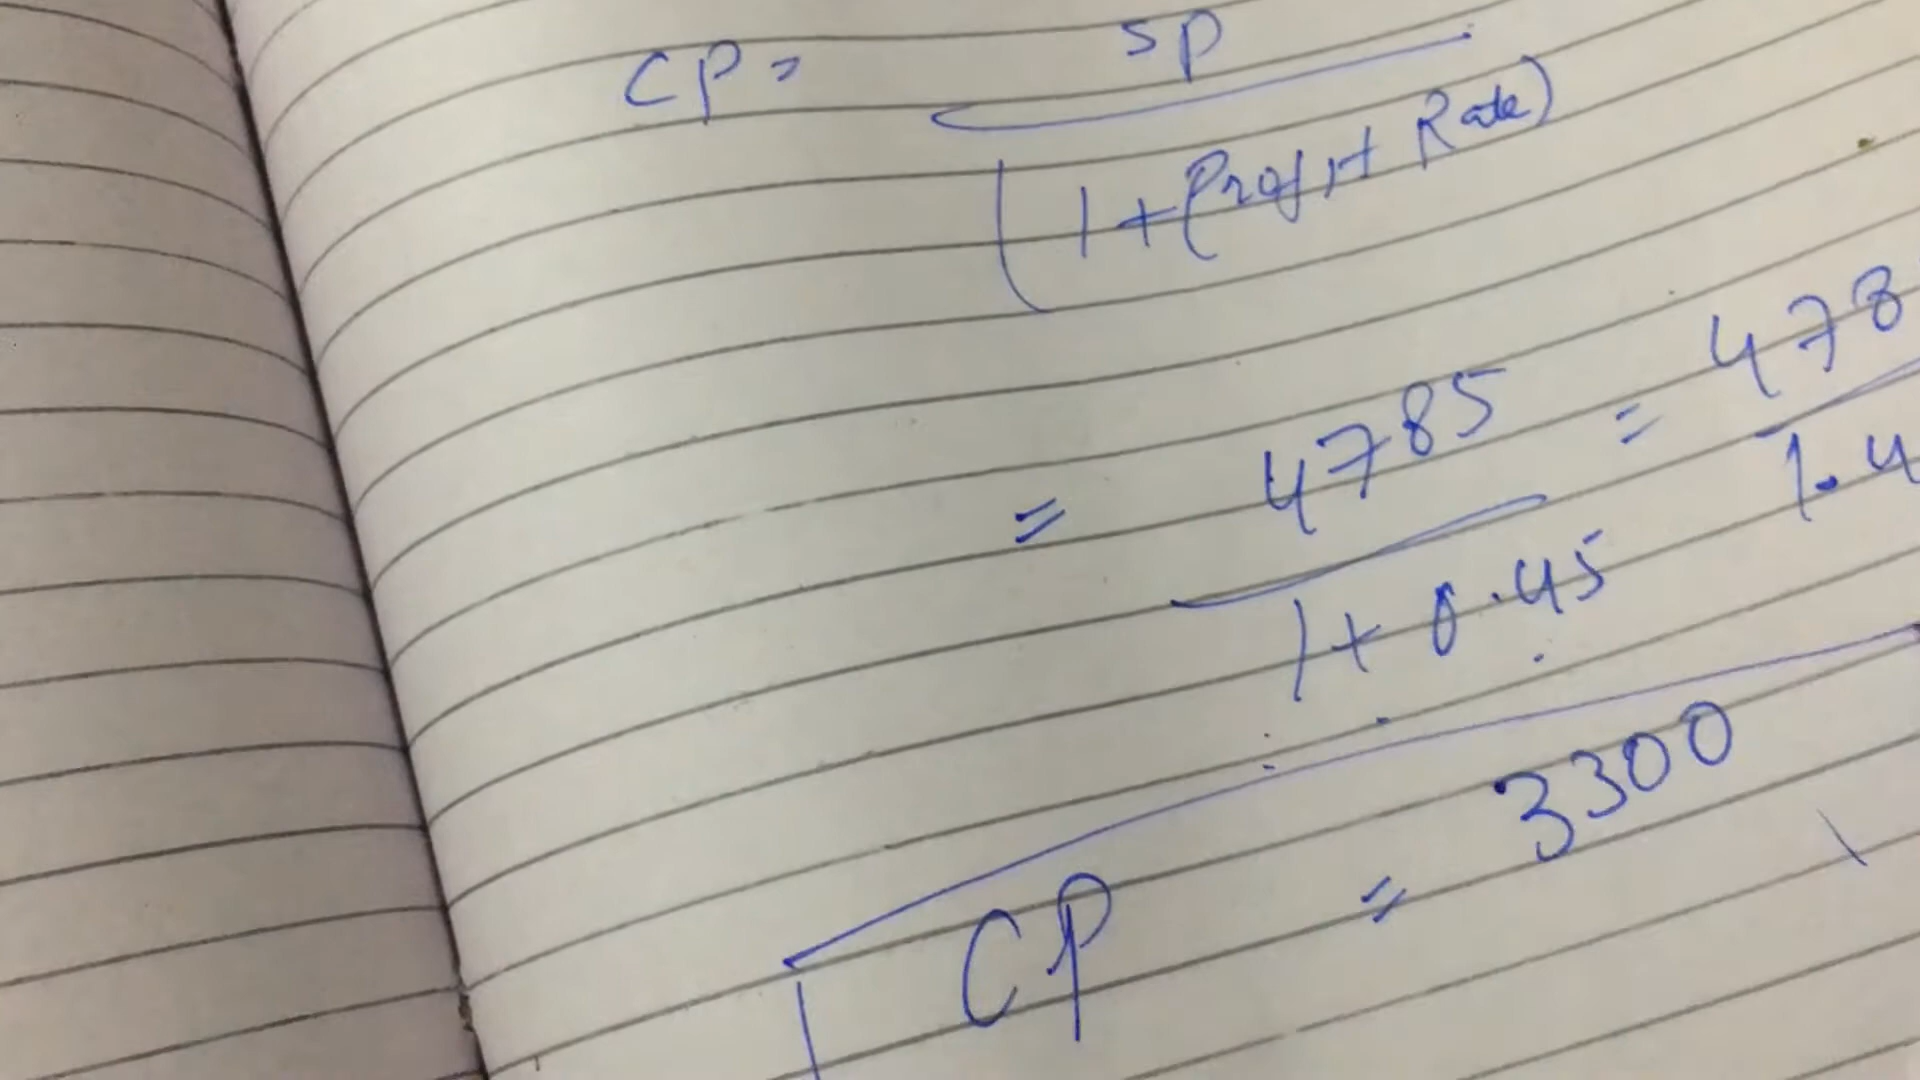 CP = SP
(1+(Profit Rate)
= 4785 = 478
1+0.45 1.4
CP = 3300